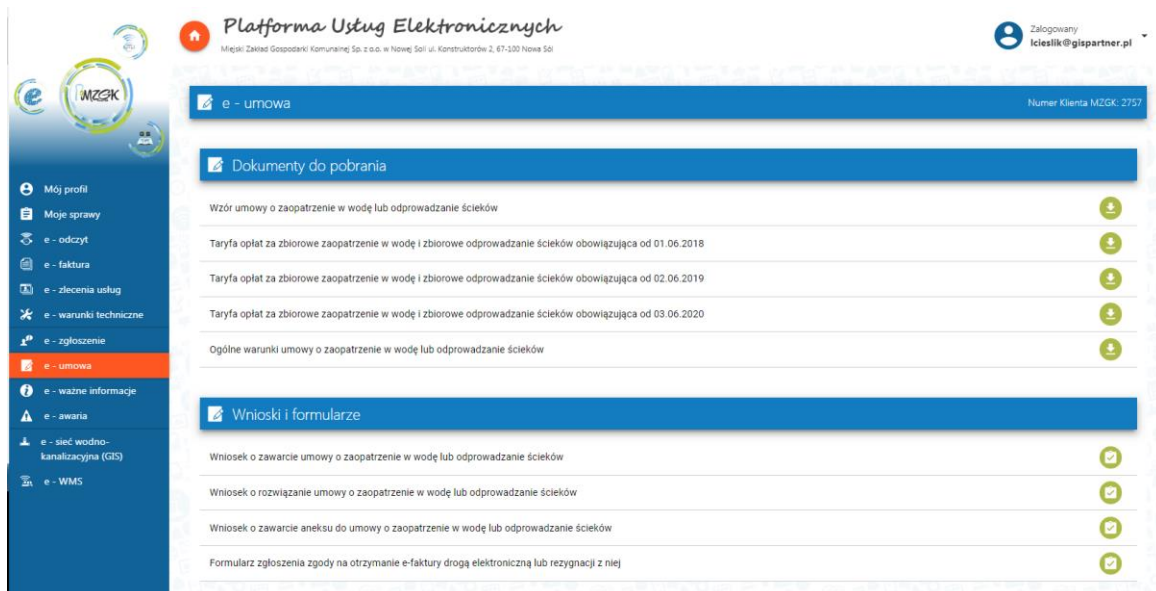 Platforma Usług Elektronicznych
Miejski Zakład Gospodarki Komunalnej Sp. z o.o. w Nowej Soli ul. Konstruktorów 2, 67-100 Nowa Sól
Zalogowany
lcieslik@gispartner.pl
e
MZGK
e - umowa
Numer Klienta MZGK: 2757
Mój profil
Moje sprawy
e - odczyt
e - faktura
e - zlecenia usług
e - warunki techniczne
e - zgłoszenie
e - umowa
e - ważne informacje
e - awaria
e - sieć wodno-
kanalizacyjna (GIS)
e - WMS
Dokumenty do pobrania
Wzór umowy o zaopatrzenie w wodę lub odprowadzanie ścieków
Taryfa opłat za zbiorowe zaopatrzenie w wodę i zbiorowe odprowadzanie ścieków obowiązująca od 01.06.2018
Taryfa opłat za zbiorowe zaopatrzenie w wodę i zbiorowe odprowadzanie ścieków obowiązująca od 02.06.2019
Taryfa opłat za zbiorowe zaopatrzenie w wodę i zbiorowe odprowadzanie ścieków obowiązująca od 03.06.2020
Ogólne warunki umowy o zaopatrzenie w wodę lub odprowadzanie ścieków
Wnioski i formularze
Wniosek o zawarcie umowy o zaopatrzenie w wodę lub odprowadzanie ścieków
Wniosek o rozwiązanie umowy o zaopatrzenie w wodę lub odprowadzanie ścieków
Wniosek o zawarcie aneksu do umowy o zaopatrzenie w wodę lub odprowadzanie ścieków
Formularz zgłoszenia zgody na otrzymanie e-faktury drogą elektroniczną lub rezygnacji z niej